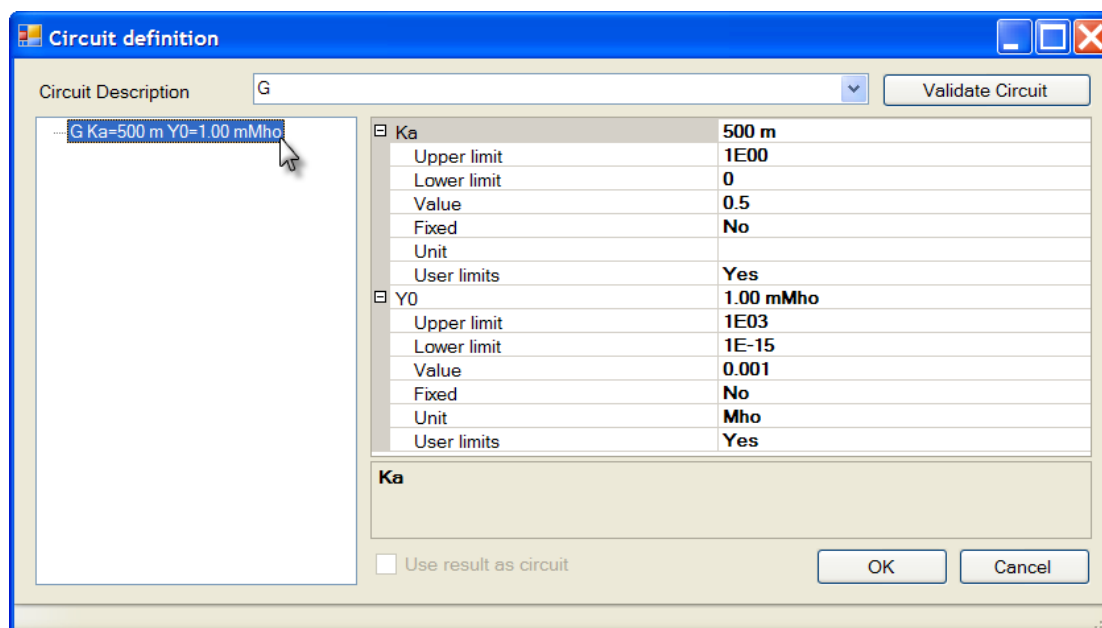 Circuit definition
Circuit Description G Validate Circuit
G Ka=500 m Y0=1.00 mMho
Ka 500 m
Upper limit 1E00
Lower limit 0
Value 0.5
Fixed No
Unit
User limits Yes
Y0 1.00 mMho
Upper limit 1E03
Lower limit 1E-15
Value 0.001
Fixed No
Unit Mho
User limits Yes
Ka
Use result as circuit OK Cancel